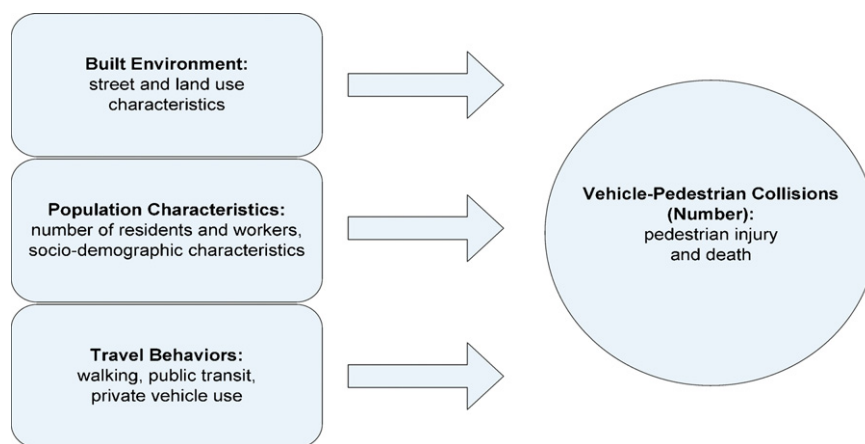 Built Environment:
street and land use
characteristics
Population Characteristics:
number of residents and workers,
socio-demographic characteristics
Travel Behaviors:
walking, public transit,
private vehicle use
Vehicle-Pedestrian Collisions
(Number):
pedestrian injury
and death